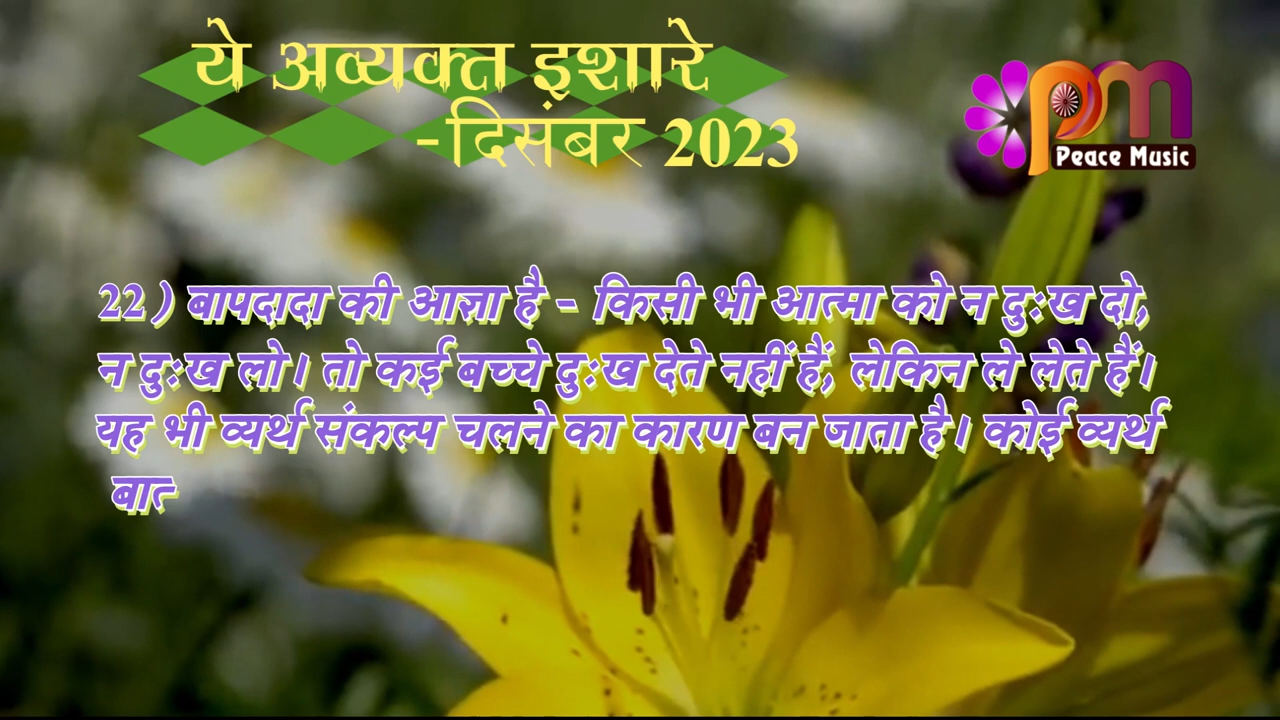 ये अव्यक्त इशारे
-दिसंबर 2023
pm
Peace Music
22) बापदादा की आज्ञा है - किसी भी आत्मा को न दुःख दो,
न दुःख लो। तो कई बच्चे दुःख देते नहीं हैं, लेकिन ले लेते हैं।
यह भी व्यर्थ संकल्प चलने का कारण बन जाता है। कोई व्यर्थ
बात